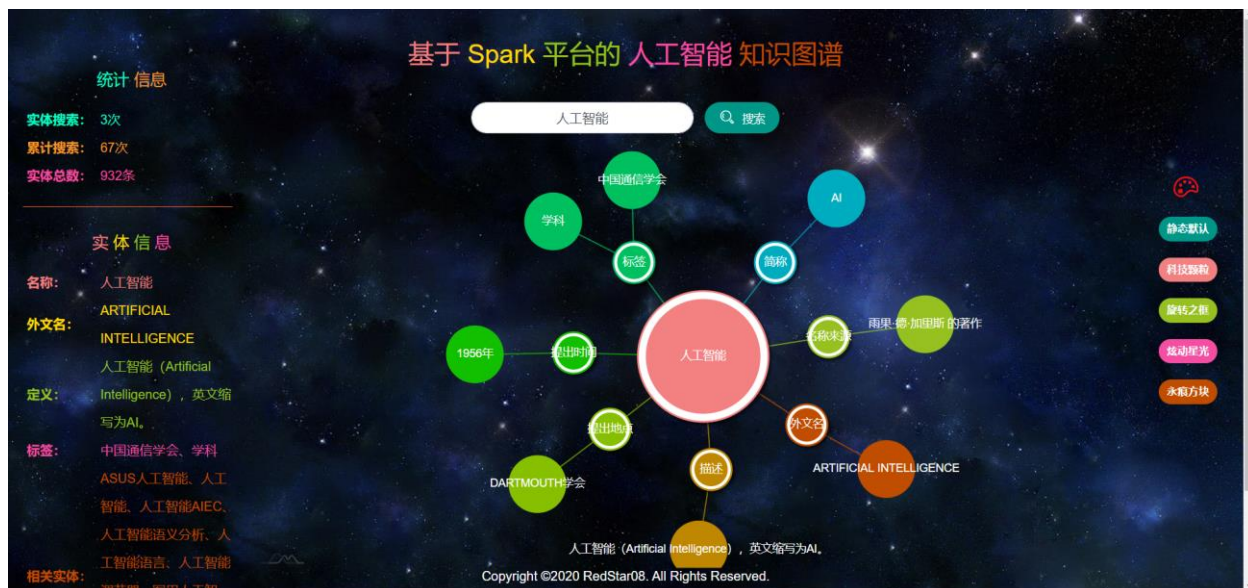 基于 Spark 平台的 人工智能 知识图谱
人工智能
搜索
统计 信息
实体搜索： 3次
累计搜索： 67次
实体总数： 932条
实 体 信 息
名称： 人工智能
外文名： ARTIFICIAL
INTELLIGENCE
定义： 人工智能（Artificial
Intelligence），英文缩
写为AI。
标签： 中国通信学会、学科
相关实体： ASUS人工智能、人工
智能、人工智能AIEC、
人工智能语义分析、人
工智能语言、人工智能
中国通信学会
学科
标签
AI
简称
雨果·德·加里斯 的著作
名称来源
1956年
提出时间
人工智能
提出地点
DARTMOUTH学会
外文名
ARTIFICIAL INTELLIGENCE
描述
人工智能（Artificial Intelligence），英文缩写为AI。
静态默认
科技颗粒
旋转之框
炫动星光
永痕方块
Copyright ©2020 RedStar08. All Rights Reserved.